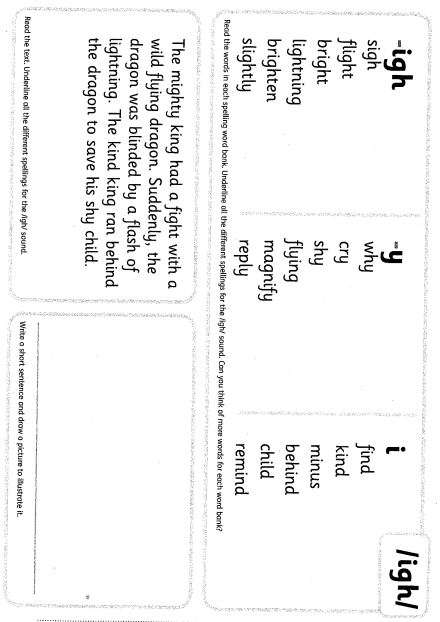 /igh/
-igh
sigh
flight
bright
lightning
brighten
slightly
-y
why
cry
shy
flying
magnify
reply
i
find
kind
minus
behind
child
remind
Read the words in each spelling word bank. Underline all the different spellings for the /igh/ sound. Can you think of more words for each word bank?
The mighty king had a fight with a
wild flying dragon. Suddenly, the
dragon was blinded by a flash of
lightning. The kind king ran behind
the dragon to save his shy child.
Read the text. Underline all the different spellings for the /igh/ sound.
Write a short sentence and draw a picture to illustrate it.